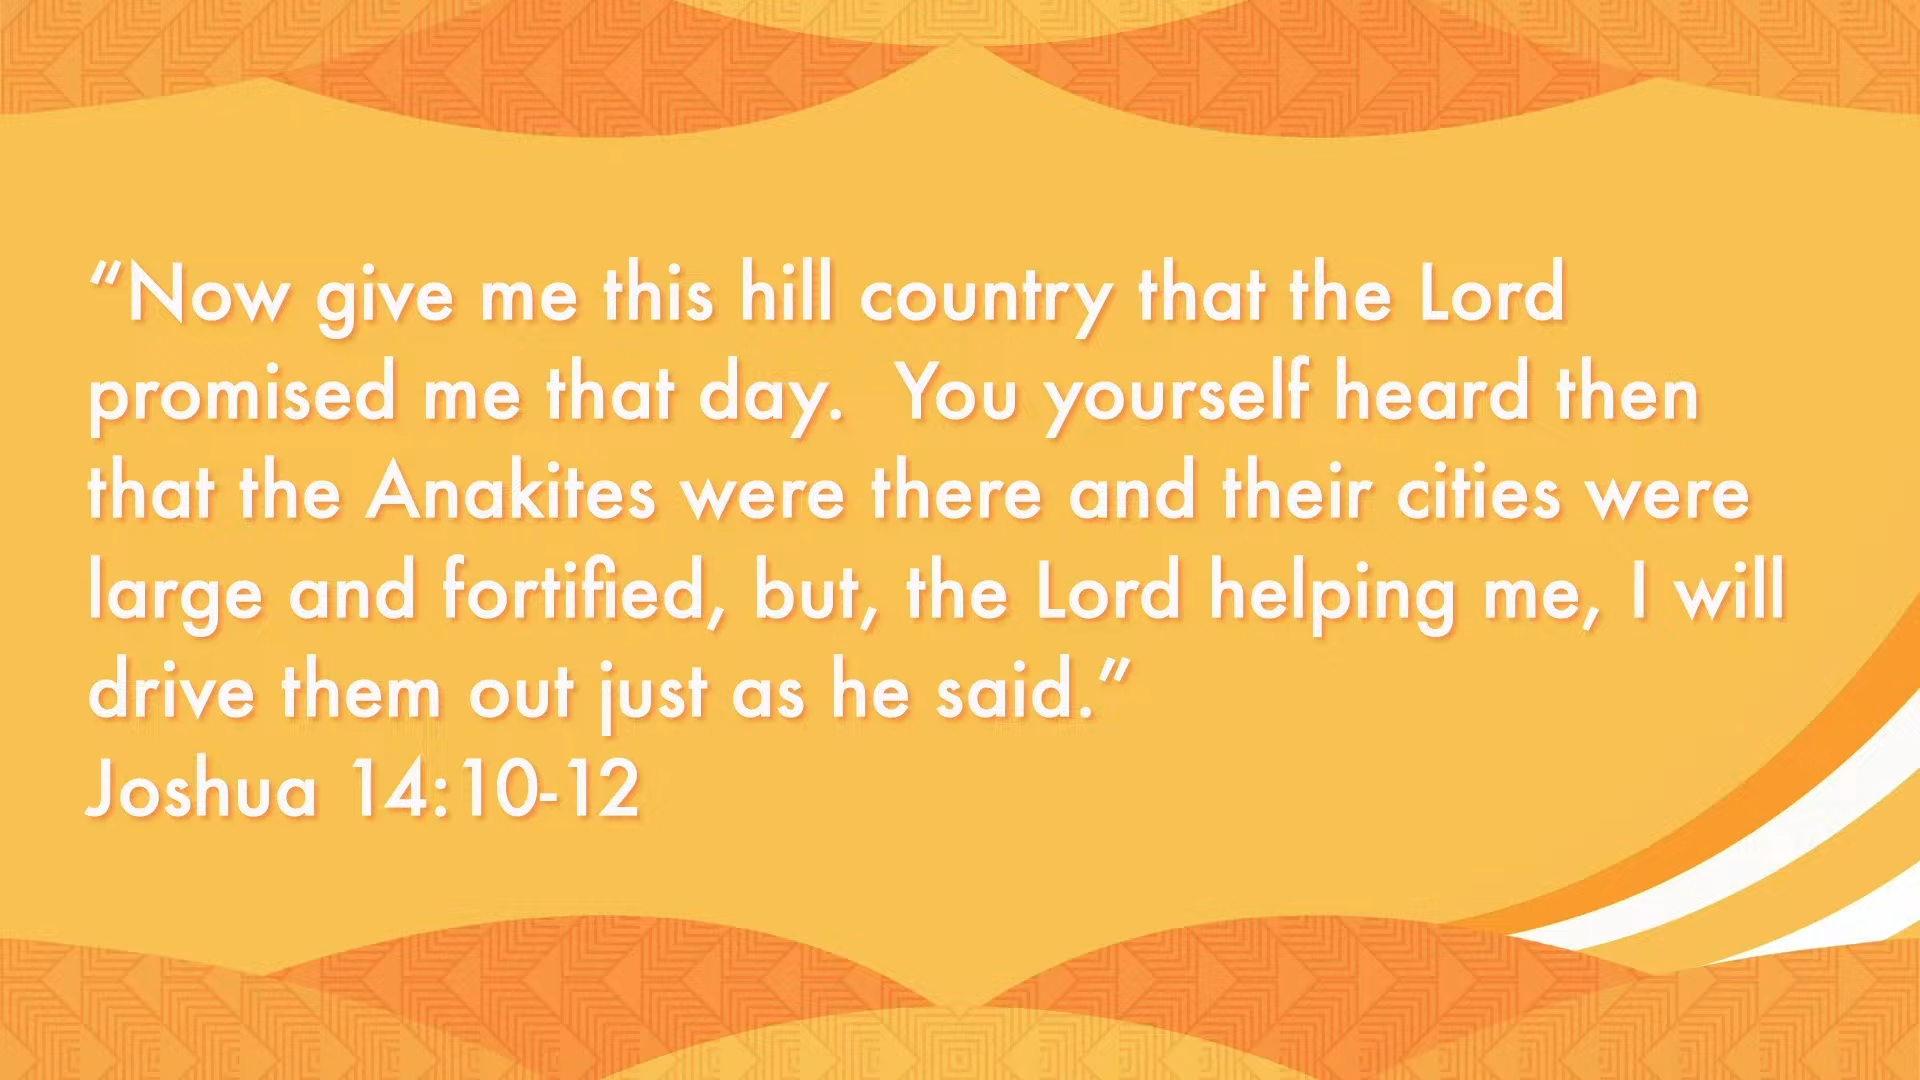 “Now give me this hill country that the Lord
promised me that day.  You yourself heard then
that the Anakites were there and their cities were
large and fortified, but, the Lord helping me, I will
drive them out just as he said.”
Joshua 14:10-12